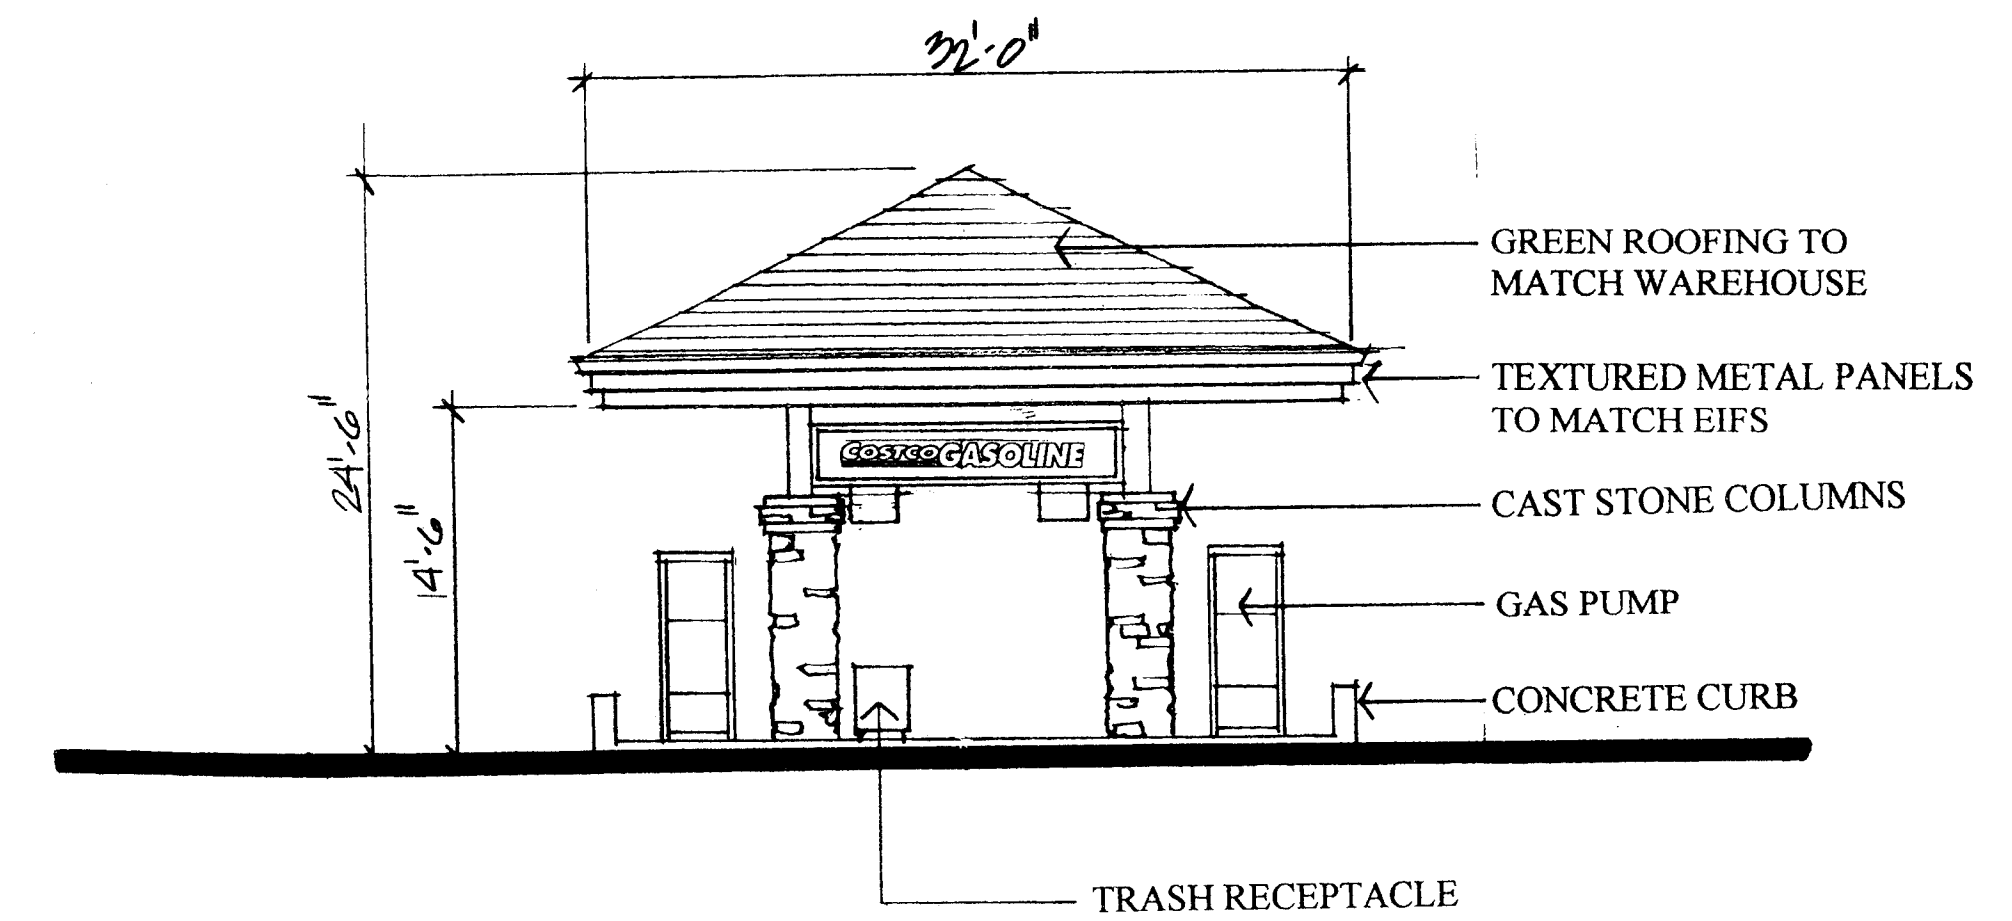 32'-0"
24'-6"
14'-6"
GREEN ROOFING TO
MATCH WAREHOUSE
TEXTURED METAL PANELS
TO MATCH EIFS
COSTCO GASOLINE
CAST STONE COLUMNS
GAS PUMP
CONCRETE CURB
TRASH RECEPTACLE